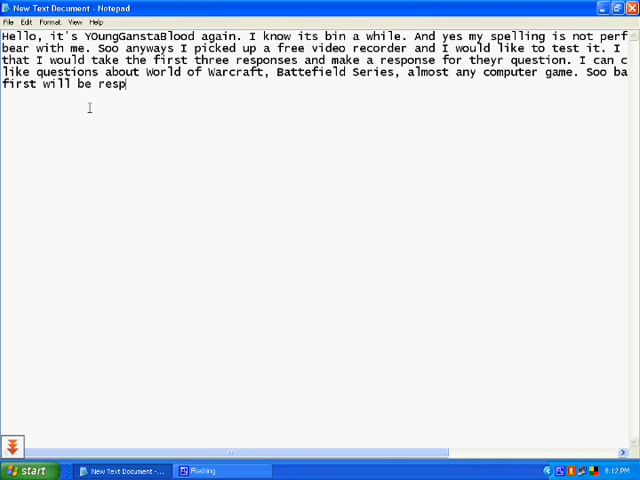 New Text Document - Notepad
File Edit Format View Help
Hello, it's YOungGanstaBlood again. I know its bin a while. And yes my spelling is not perf
bear with me. Soo anyways I picked up a free video recorder and I would like to test it. I
that I would take the first three responses and make a response for theyr question. I can c
like questions about World of Warcraft, Battefield Series, almost any computer game. Soo ba
first will be resp
start
New Text Document -...
Flashing
8:12 PM